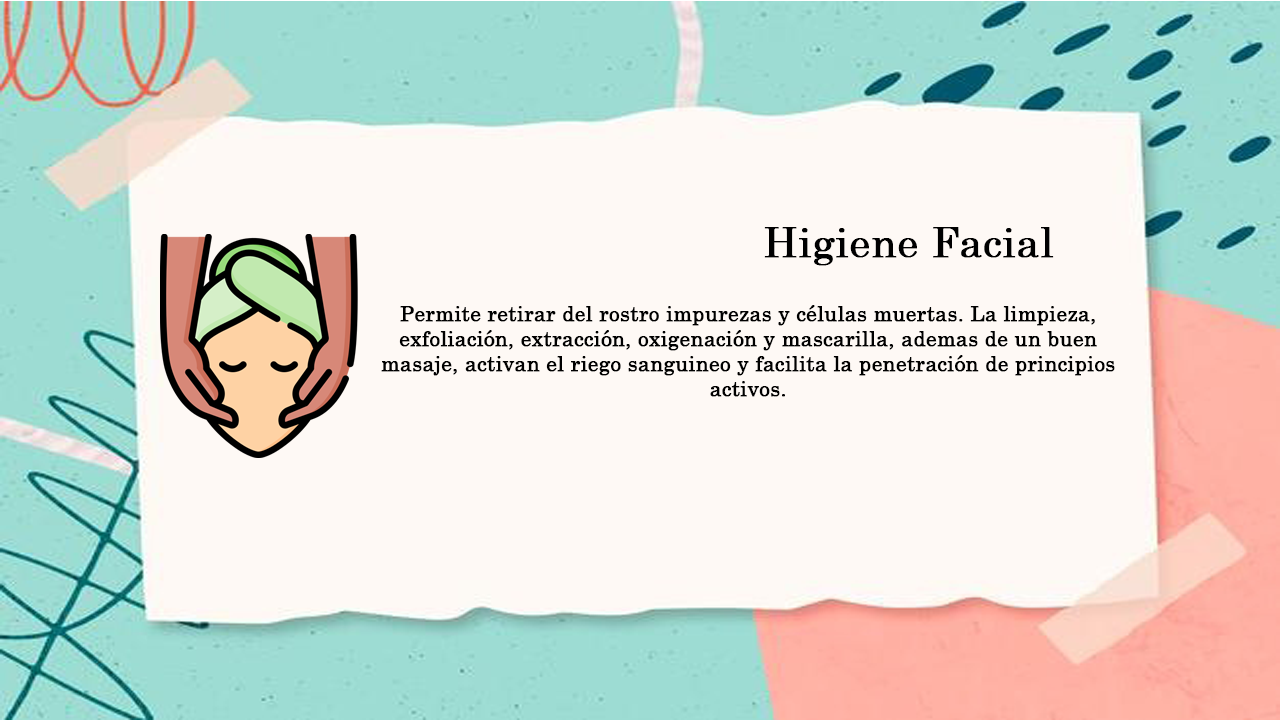 Higiene Facial
Permite retirar del rostro impurezas y células muertas. La limpieza,
exfoliación, extracción, oxigenación y mascarilla, ademas de un buen
masaje, activan el riego sanguineo y facilita la penetración de principios
activos.